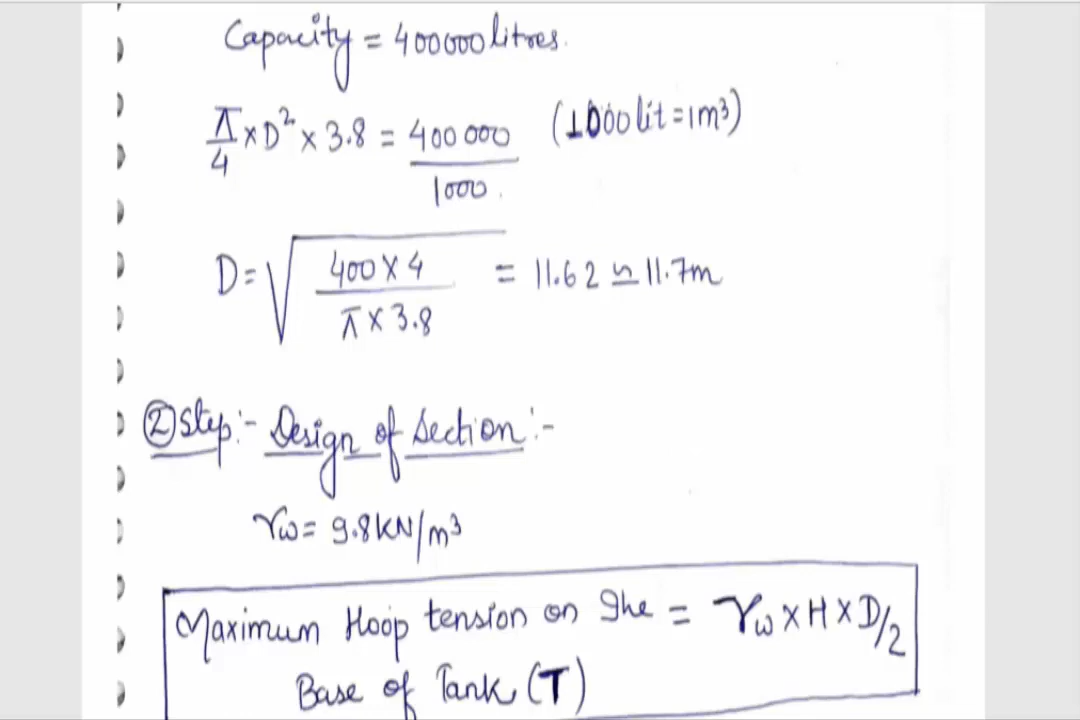 Capacity = 400000 litres.
π/4 × D² × 3.8 = 400 000 / 1000. (1000 lit = 1m³)
D = √(400 × 4 / π × 3.8) = 11.62 ≃ 11.7m
② Step :- Design of Section :-
γw = 9.8 KN/m³
Maximum Hoop tension on the = γw × H × D/2
Base of Tank (T)